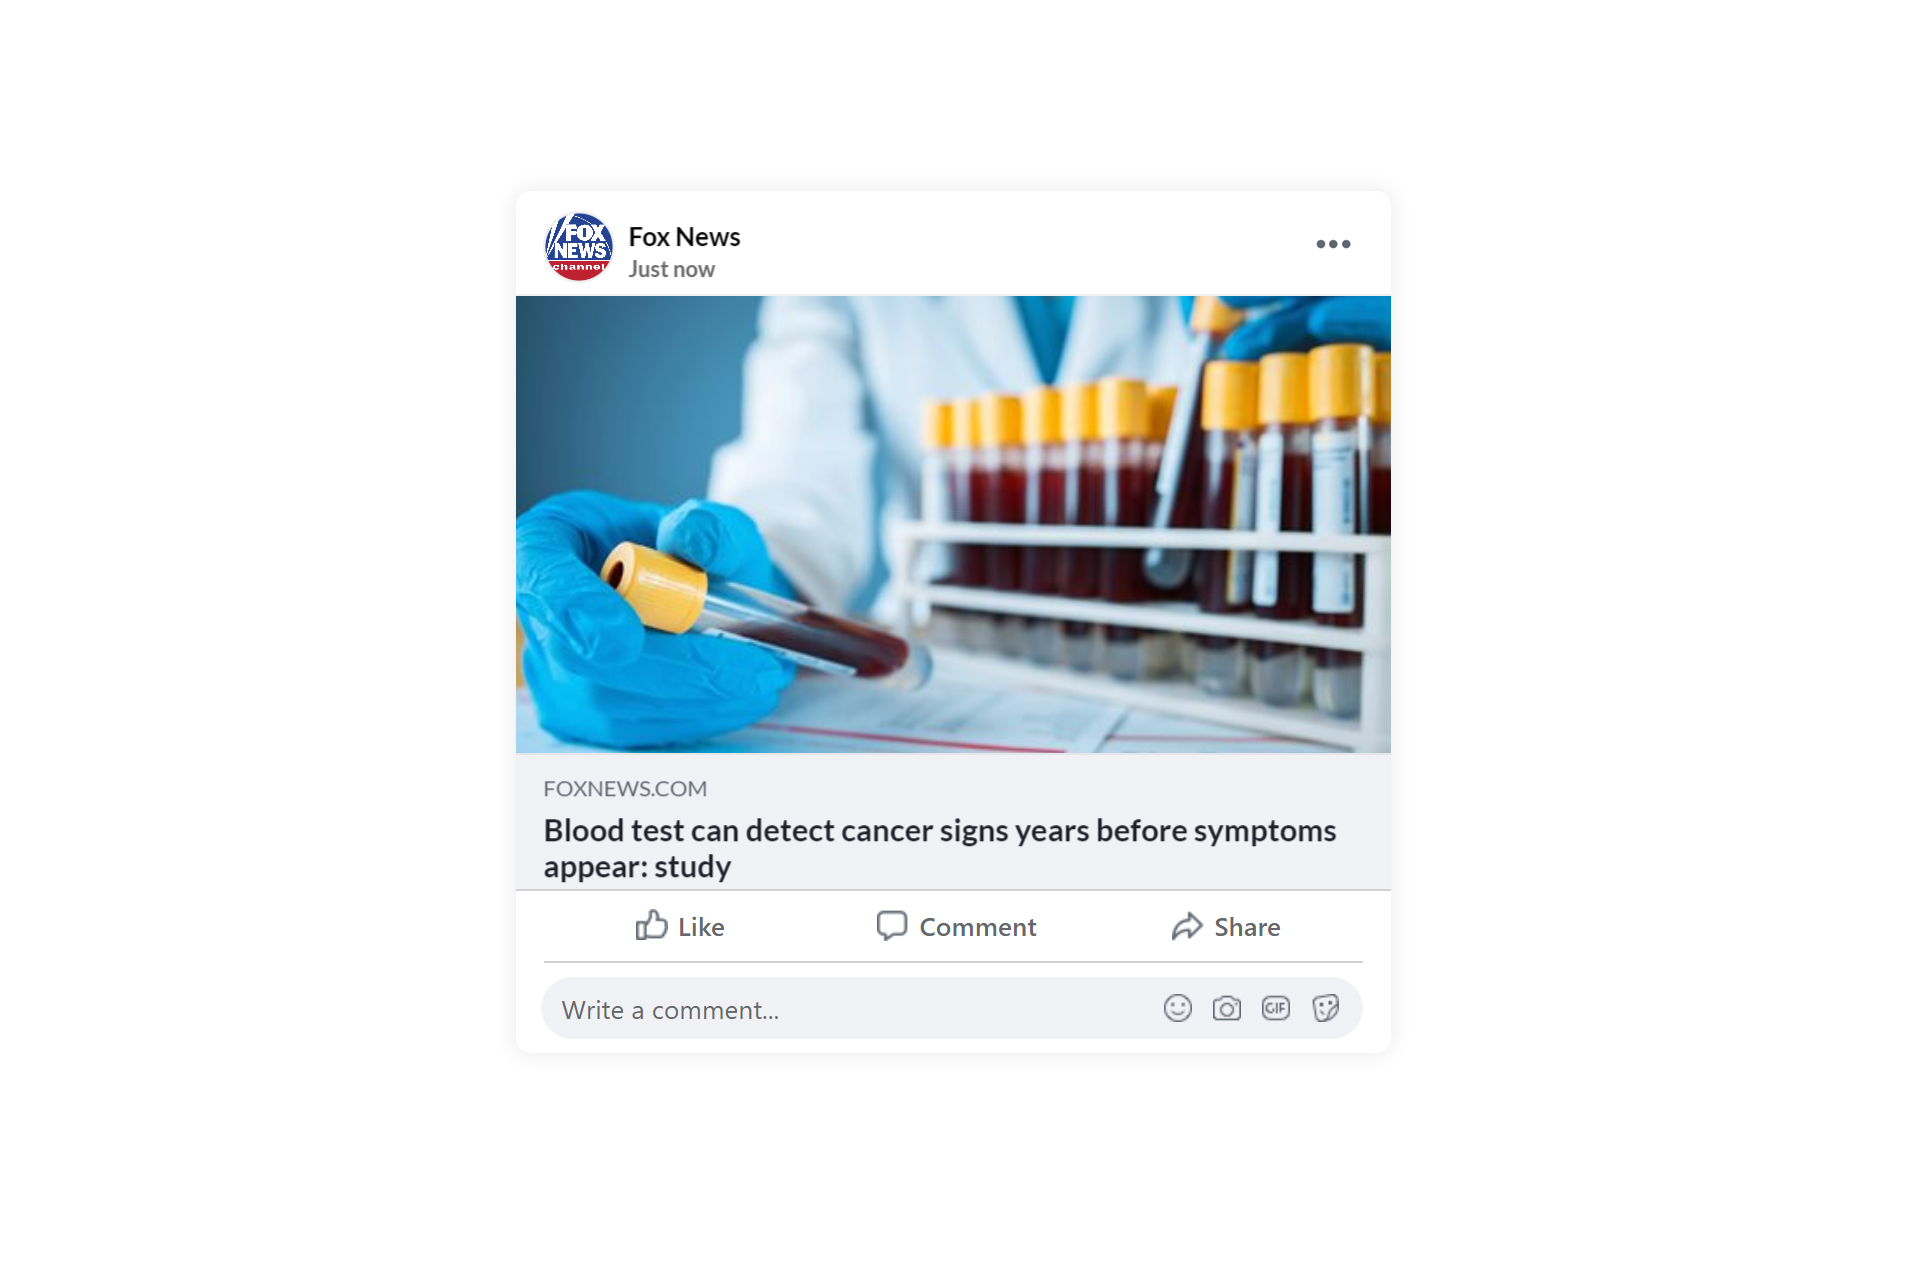 FOX
NEWS
channel
Fox News
Just now
FOXNEWS.COM
Blood test can detect cancer signs years before symptoms
appear: study
Like
Comment
Share
Write a comment...
GIF